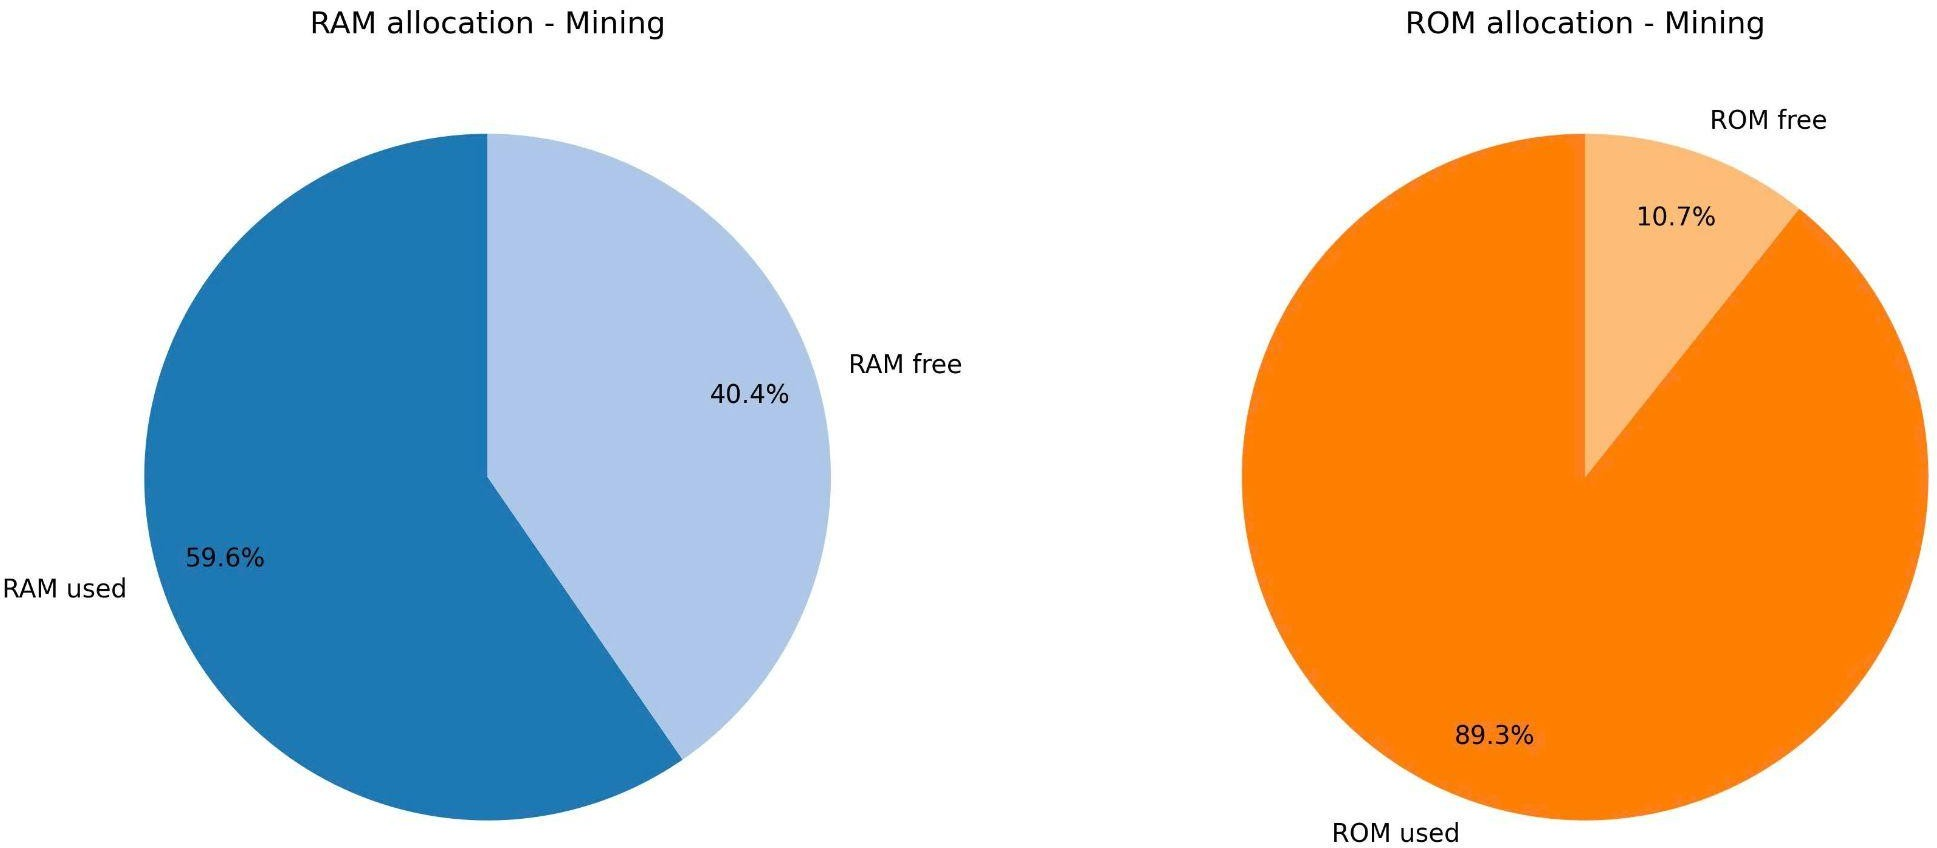 RAM allocation - Mining
RAM free
40.4%
59.6%
RAM used
ROM allocation - Mining
ROM free
10.7%
89.3%
ROM used